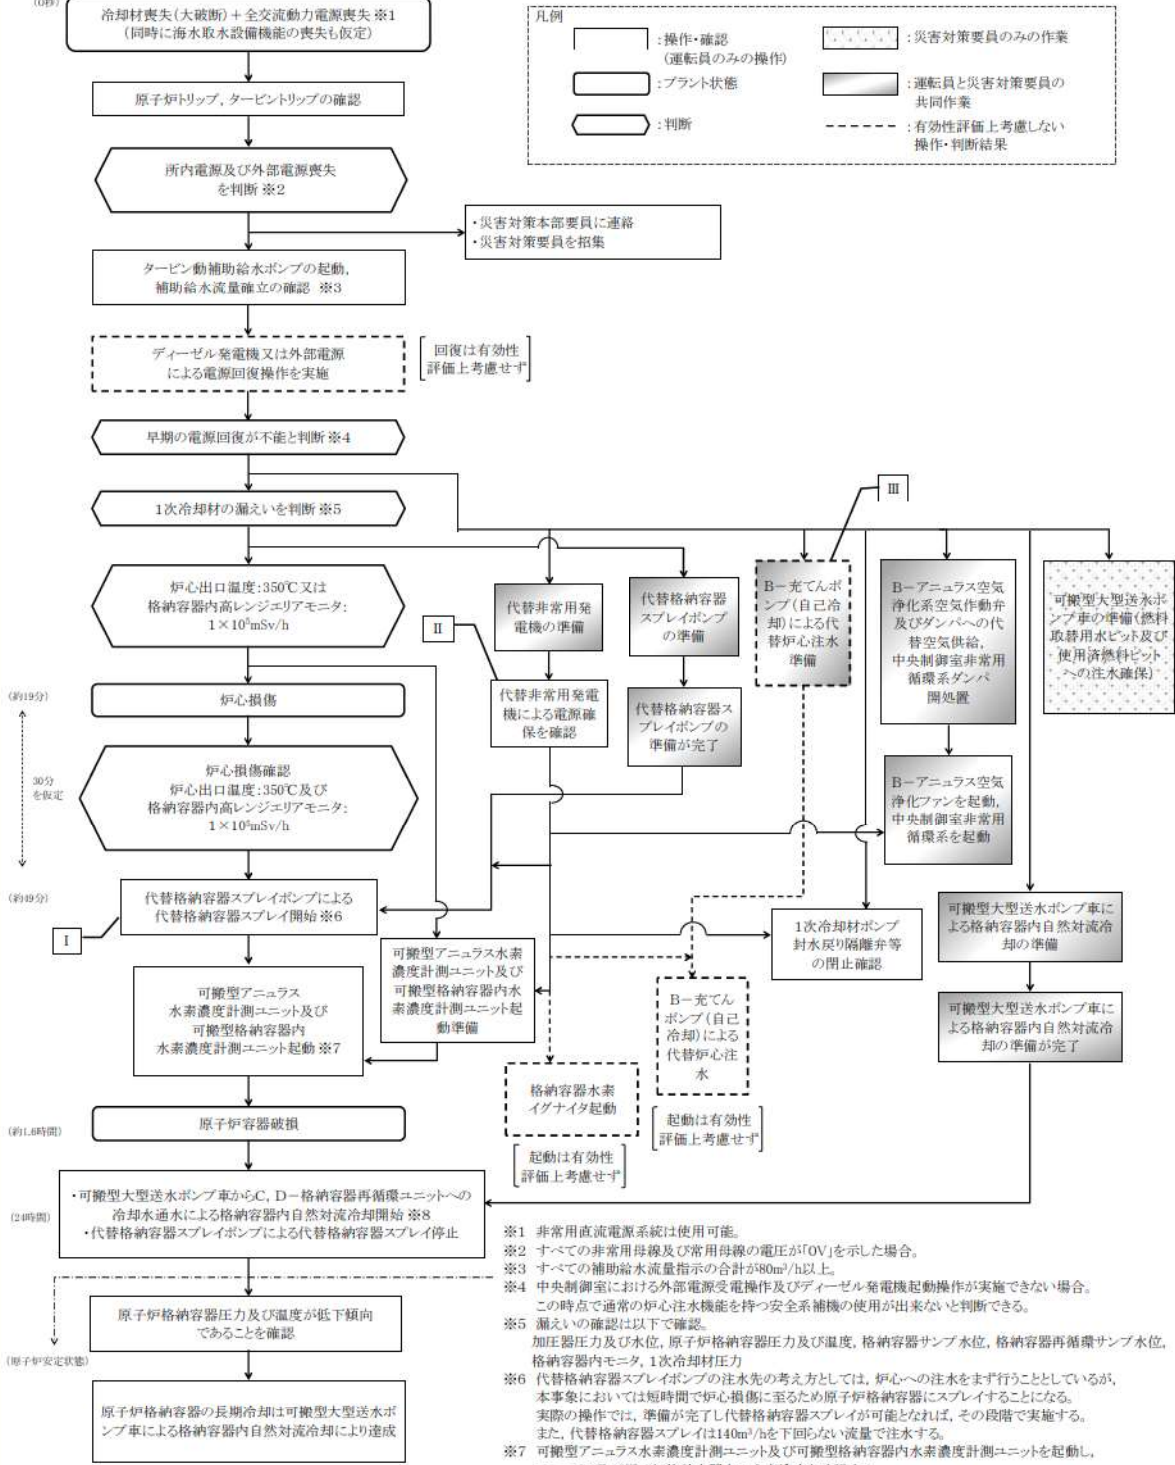 (0秒)
冷却材喪失(大破断)+全交流動力電源喪失※1
(同時に海水取水設備機能の喪失も仮定)
原子炉トリップ,タービントリップの確認
所内電源及び外部電源喪失
を判断※2
・災害対策本部要員に連絡
・災害対策要員を招集
タービン動補助給水ポンプの起動,
補助給水流量確立の確認 ※3
ディーゼル発電機又は外部電源
による電源回復操作を実施
回復は有効性
評価上考慮せず
早期の電源回復が不能と判断※4
1次冷却材の漏えいを判断※5
凡例
:操作・確認
(運転員のみの操作)
:プラント状態
:判断
:災害対策要員のみの作業
:運転員と災害対策要員の
共同作業
:有効性評価上考慮しない
操作・判断結果
炉心出口温度:350℃又は
格納容器内高レンジエリアモニタ:
1×10⁵mSv/h
Ⅱ
Ⅲ
代替非常用発
電機の準備
代替格納容器
スプレイポンプ
の準備
B-充てんポ
ンプ(自己冷
却)による代
替炉心注水
準備
B-アニュラス空気
浄化系空気作動弁
及びダンパへの代
替空気供給,
中央制御室非常用
循環系ダンパ
開処置
可搬型大型送水ポ
ンプ車の準備(燃料
取替用水ピット及び
使用済燃料ピット
への注水確保)
(約19分)
炉心損傷
代替非常用発電
機による電源確
保を確認
代替格納容器ス
プレイポンプの
準備が完了
30分
を仮定
炉心損傷確認
炉心出口温度:350℃及び
格納容器内高レンジエリアモニタ:
1×10⁵mSv/h
B-アニュラス空気
浄化ファンを起動,
中央制御室非常用
循環系を起動
(約49分)
代替格納容器スプレイポンプによる
代替格納容器スプレイ開始※6
Ⅰ
可搬型アニュラス水素
濃度計測ユニット及び
可搬型格納容器内水
素濃度計測ユニット起
動準備
1次冷却材ポンプ
封水戻り隔離弁等
の閉止確認
可搬型大型送水ポンプ車に
よる格納容器内自然対流冷
却の準備
可搬型アニュラス
水素濃度計測ユニット及び
可搬型格納容器内
水素濃度計測ユニット起動※7
B-充てん
ポンプ(自己
冷却)による
代替炉心注
水
可搬型大型送水ポンプ車に
よる格納容器内自然対流冷
却の準備が完了
格納容器水素
イグナイタ起動
起動は有効性
評価上考慮せず
起動は有効性
評価上考慮せず
(約1.6時間)
原子炉容器破損
(24時間)
・可搬型大型送水ポンプ車からC,D-格納容器再循環ユニットへの
冷却水通水による格納容器内自然対流冷却開始 ※8
・代替格納容器スプレイポンプによる代替格納容器スプレイ停止
原子炉格納容器圧力及び温度が低下傾向
であることを確認
(原子炉安定状態)
原子炉格納容器の長期冷却は可搬型大型送水ポ
ンプ車による格納容器内自然対流冷却により達成
※1 非常用直流電源系統は使用可能。
※2 すべての非常用母線及び常用母線の電圧が「0V」を示した場合。
※3 すべての補助給水流量指示の合計が80m³/h以上。
※4 中央制御室における外部電源受電操作及びディーゼル発電機起動操作が実施できない場合。
この時点で通常の炉心注水機能を持つ安全系補機の使用が出来ないと判断できる。
※5 漏えいの確認は以下で確認。
加圧器圧力及び水位,原子炉格納容器圧力及び温度,格納容器サンプ水位,格納容器再循環サンプ水位,
格納容器内モニタ,1次冷却材圧力
※6 代替格納容器スプレイポンプの注水先の考え方としては,炉心への注水をまず行うこととしているが,
本事象においては短時間で炉心損傷に至るため原子炉格納容器にスプレイすることになる。
実際の操作では,準備が完了し代替格納容器スプレイが可能となれば,その段階で実施する。
また,代替格納容器スプレイは140m³/hを下回らない流量で注水する。
※7 可搬型アニュラス水素濃度計測ユニット及び可搬型格納容器内水素濃度計測ユニットを起動し,